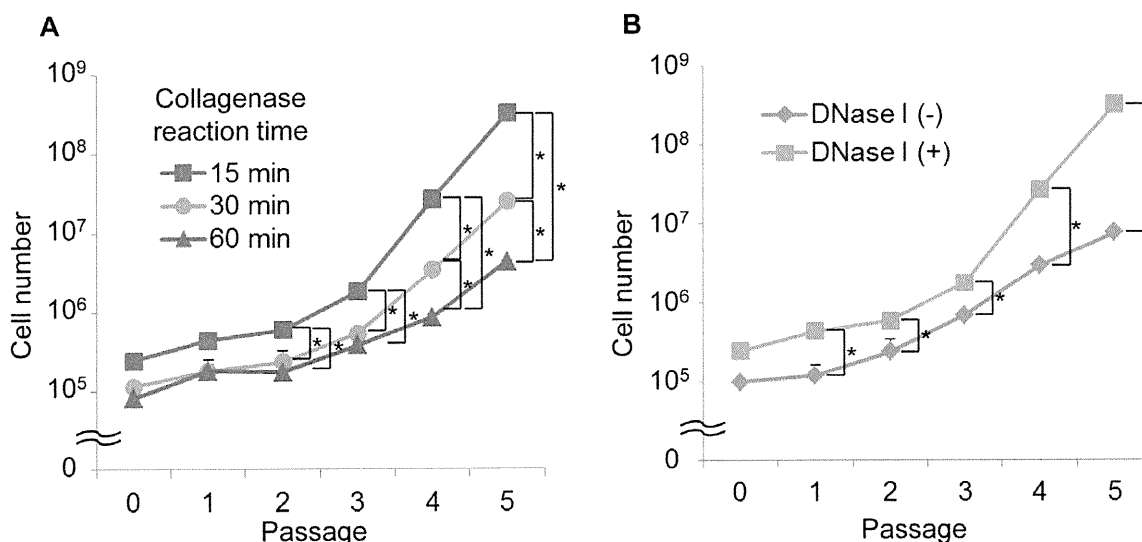 A
10⁹
10⁸
10⁷
10⁶
10⁵
0
Cell number
Collagenase
reaction time
15 min
30 min
60 min
*
*
*
*
*
*
*
*
*
*
0 1 2 3 4 5
Passage
B
10⁹
10⁸
10⁷
10⁶
10⁵
0
Cell number
DNase I (-)
DNase I (+)
*
*
*
*
0 1 2 3 4 5
Passage